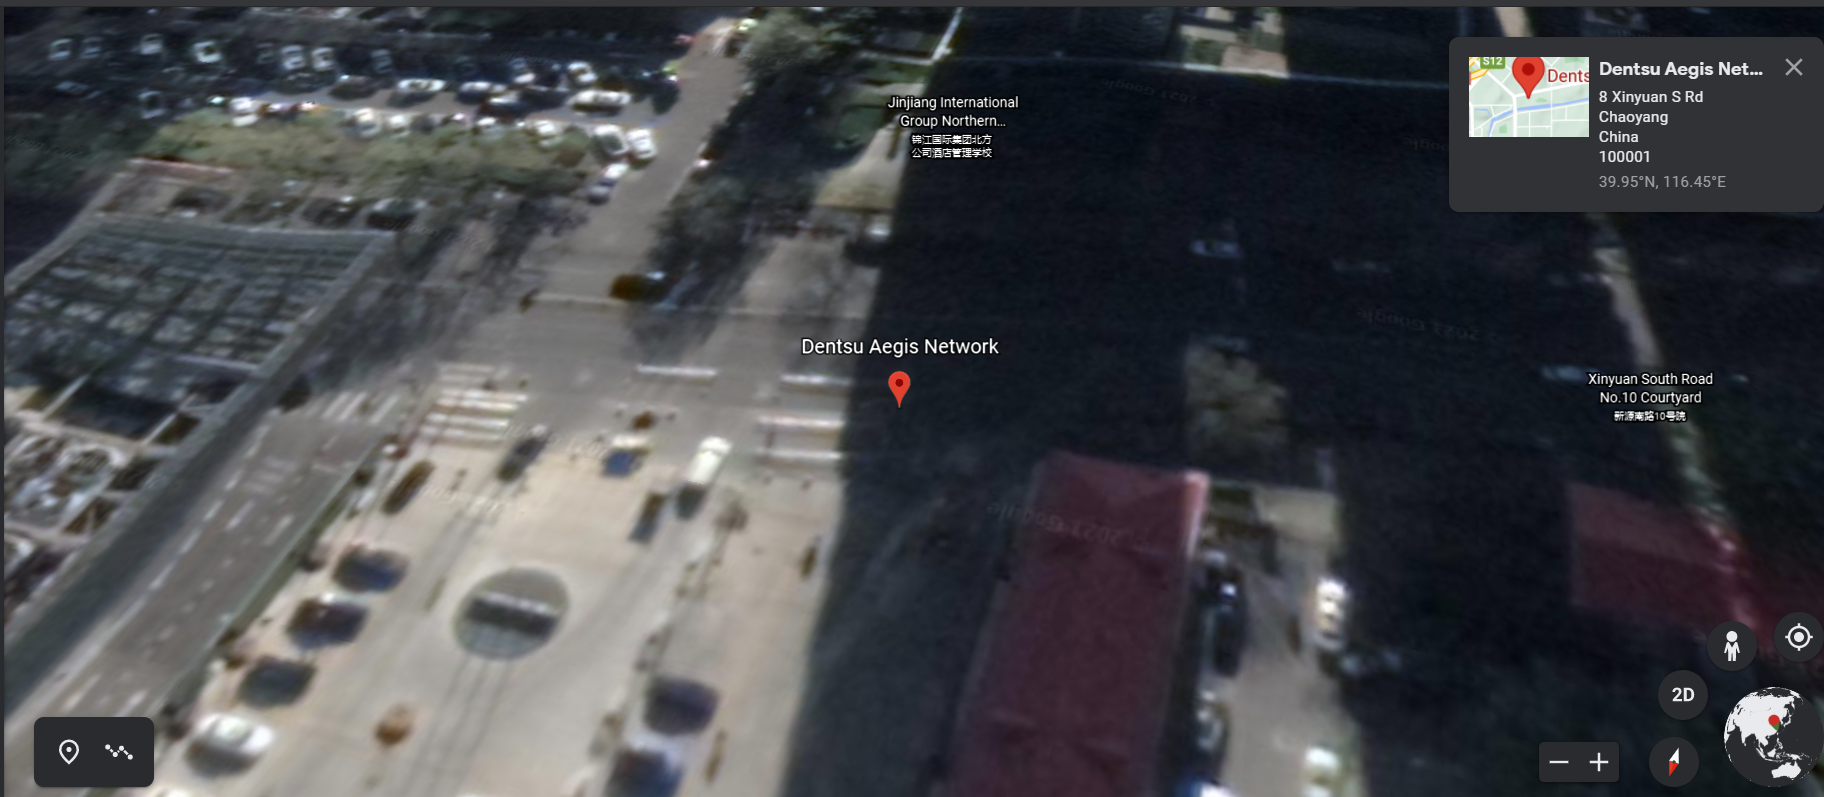 Jinjiang International
Group Northern...
锦江国际集团北方
公司酒店管理学校
Dentsu Aegis Network
Xinyuan South Road
No.10 Courtyard
新源南路10号院
S12
Dents
Dentsu Aegis Net...
8 Xinyuan S Rd
Chaoyang
China
100001
39.95°N, 116.45°E
2D